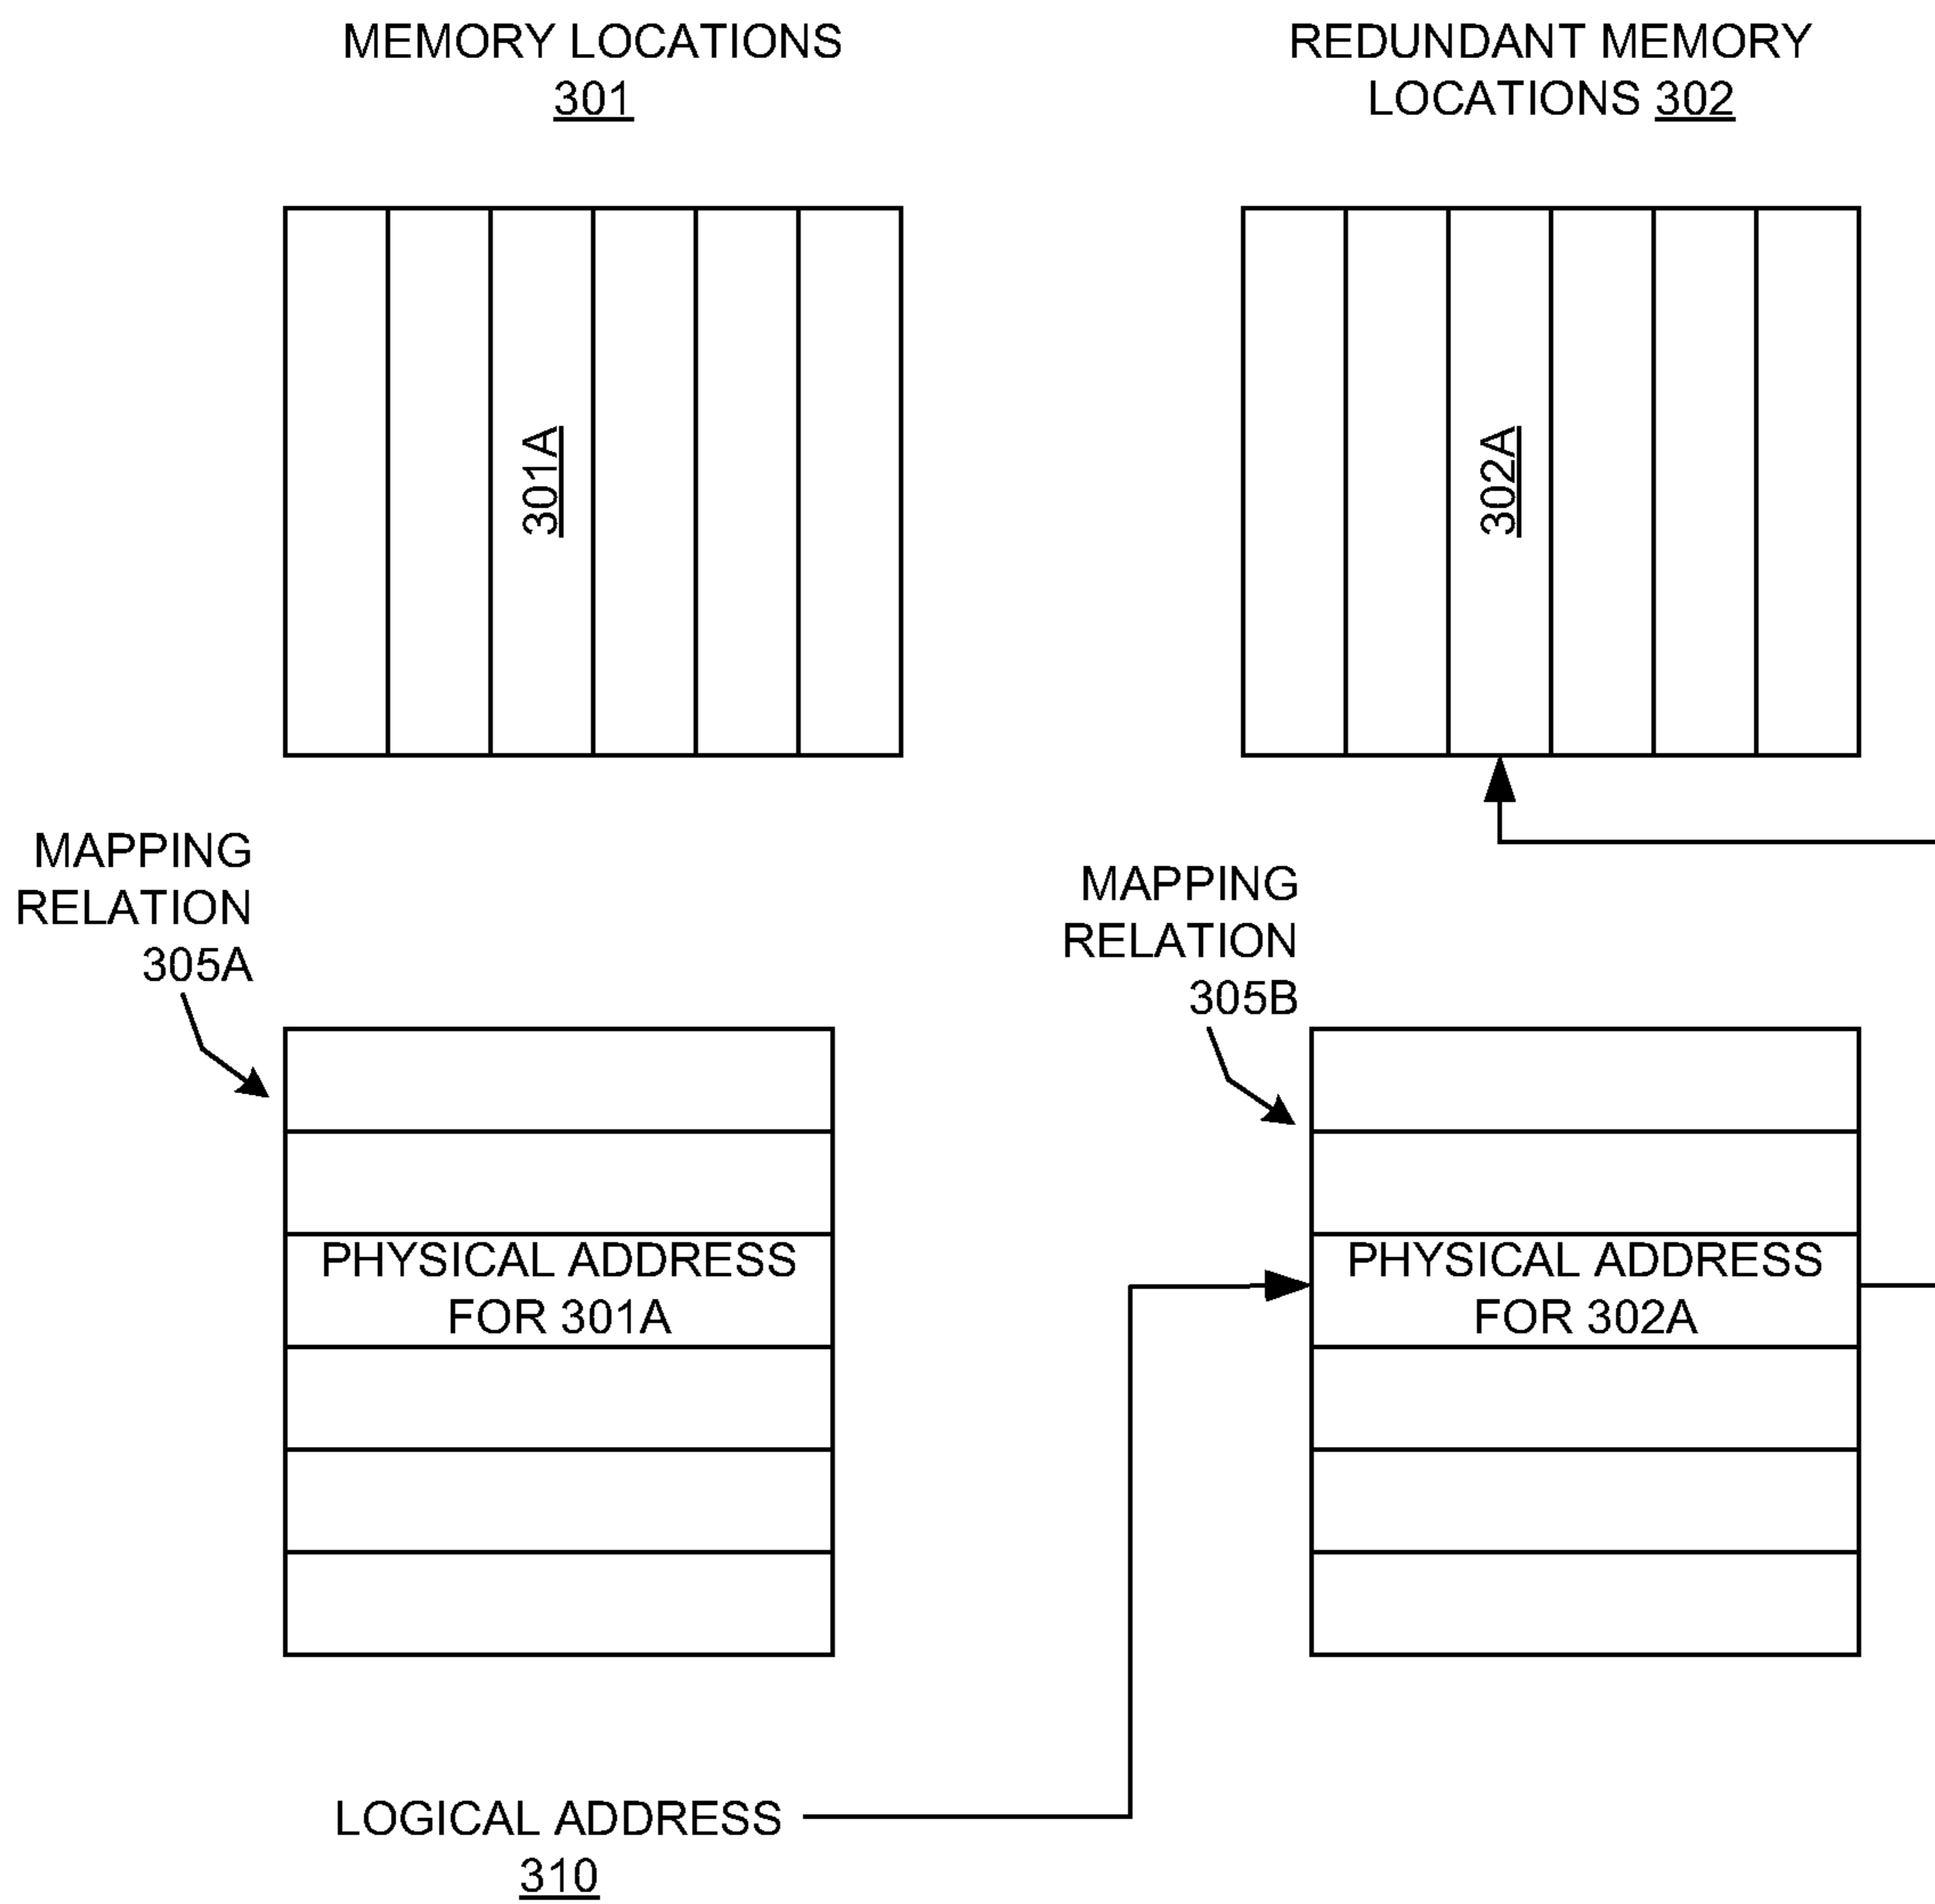 MEMORY LOCATIONS
301
REDUNDANT MEMORY
LOCATIONS 302
301A
302A
MAPPING
RELATION
305A
MAPPING
RELATION
305B
PHYSICAL ADDRESS
FOR 301A
PHYSICAL ADDRESS
FOR 302A
LOGICAL ADDRESS
310